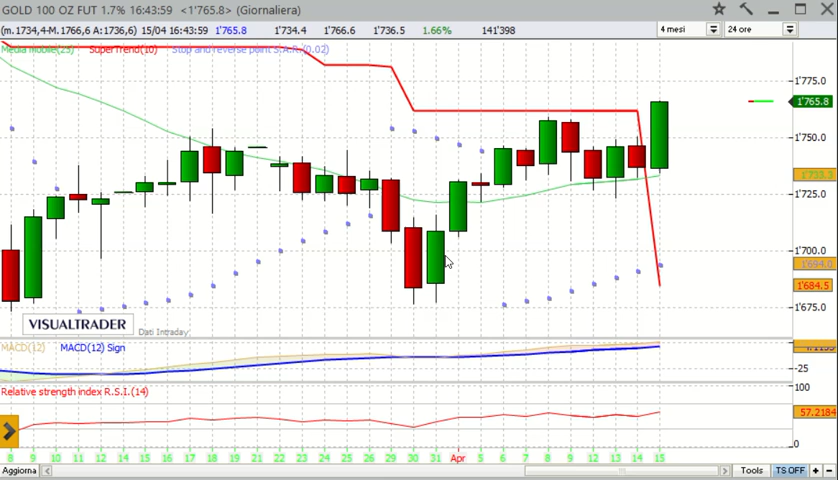 GOLD 100 OZ FUT 1.7% 16:43:59 <1'765.8> (Giornaliera)
(m. 1734,4-M.1766,6 A:1736,6) 15/04 16:43:59 1'765.8 1'734.4 1'766.6 1'736.5 1.66% 141'398 4 mesi 24 ore
Media mobile(23) SuperTrend(10) Stop and reverse point S.A.R.(0.02)
1'775.0
1'765.8
1'750.0
1'733.3
1'725.0
1'700.0
1'694.0
1'684.5
1'675.0
VISUALTRADER
Dati Intraday
MACD(12) MACD(12) Sign
-25
Relative strength index R.S.I.(14)
100
57.2184
0
8 9 10 11 12 14 15 16 17 18 19 21 22 23 24 25 26 29 30 31 Apr 5 6 7 8 9 12 13 14 15
Aggiorna Tools TS OFF